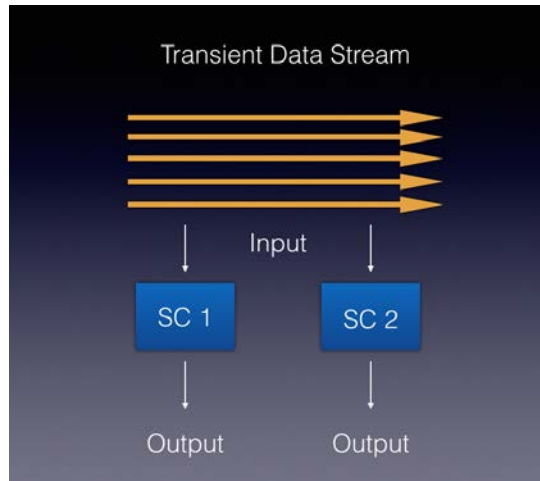 Transient Data Stream
Input
SC 1
SC 2
Output
Output